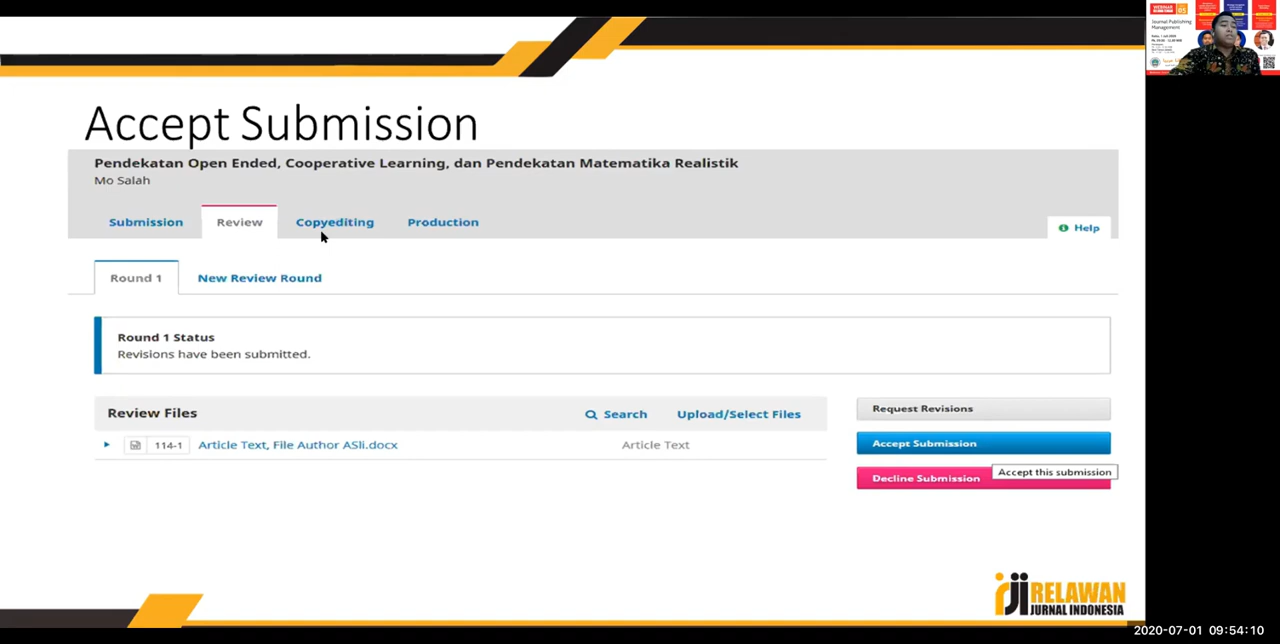 Accept Submission
Pendekatan Open Ended, Cooperative Learning, dan Pendekatan Matematika Realistik
Mo Salah
Submission Review Copyediting Production
Help
Round 1 New Review Round
Round 1 Status
Revisions have been submitted.
Review Files Search Upload/Select Files
114-1 Article Text, File Author ASli.docx Article Text
Request Revisions
Accept Submission
Accept this submission
Decline Submission
RELAWAN
JURNAL INDONESIA
Journal Publishing
Management
2020-07-01 09:54:10